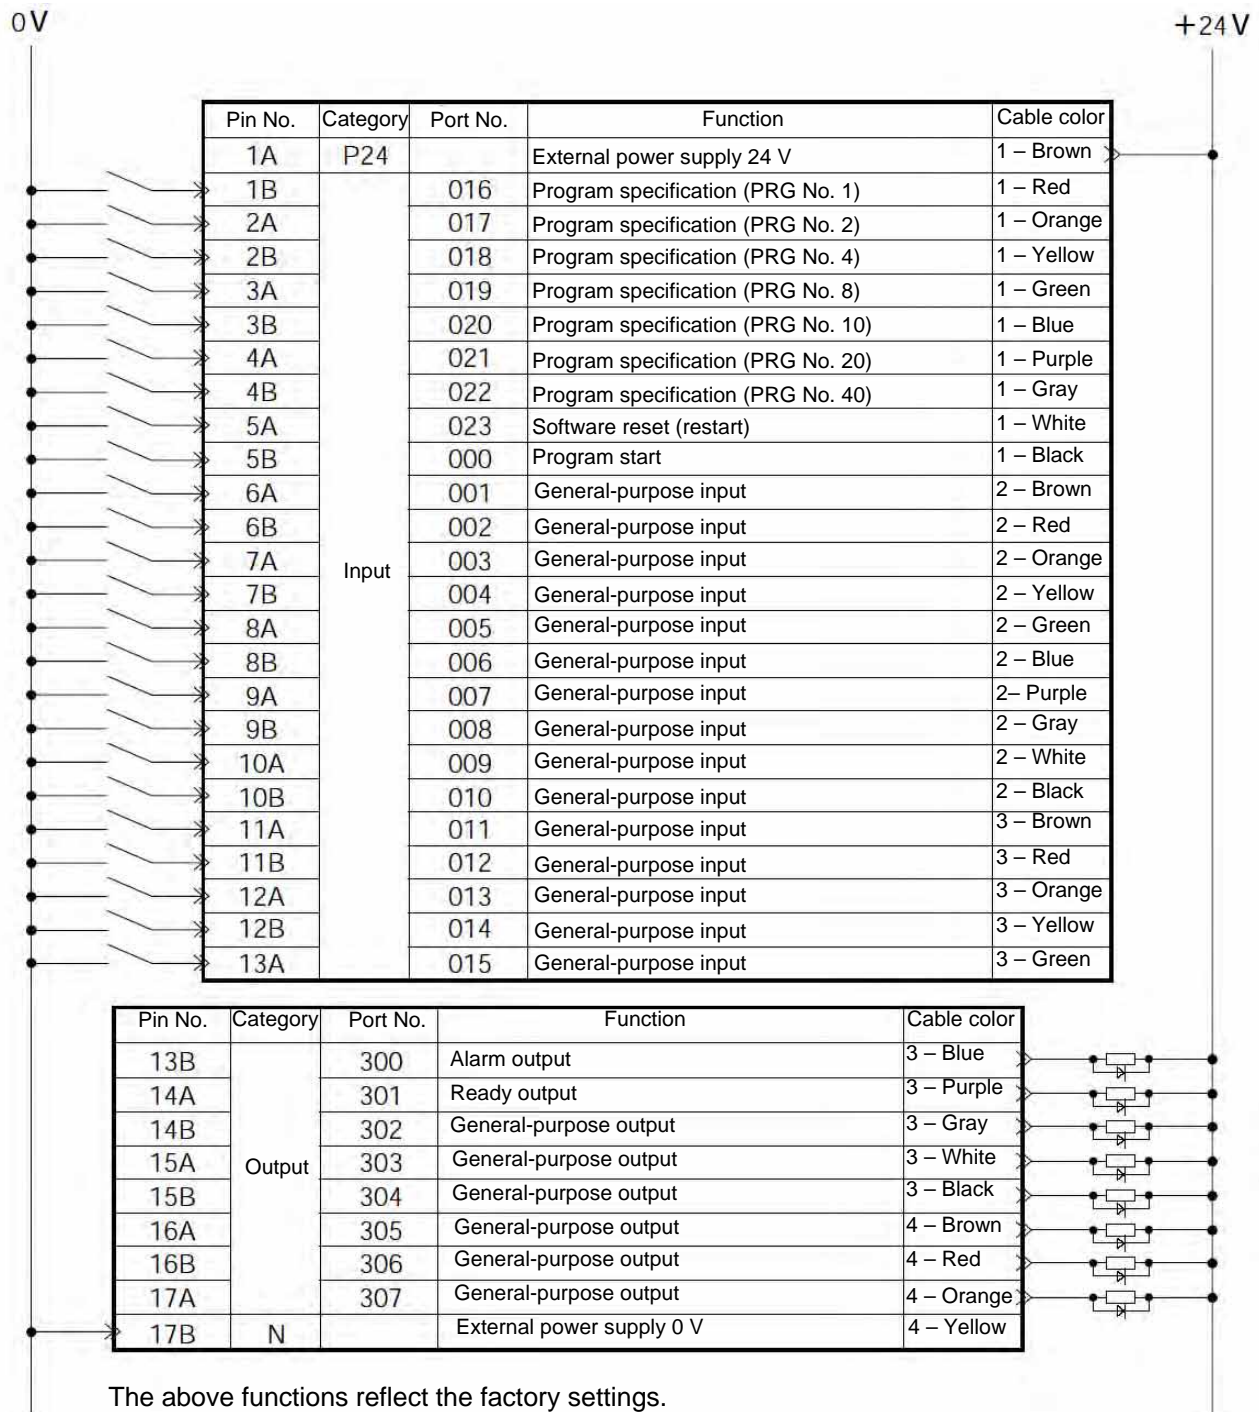 0V +24V
Pin No. Category Port No. Function Cable color
1A P24 External power supply 24 V 1 – Brown
1B 016 Program specification (PRG No. 1) 1 – Red
2A 017 Program specification (PRG No. 2) 1 – Orange
2B 018 Program specification (PRG No. 4) 1 – Yellow
3A 019 Program specification (PRG No. 8) 1 – Green
3B 020 Program specification (PRG No. 10) 1 – Blue
4A 021 Program specification (PRG No. 20) 1 – Purple
4B 022 Program specification (PRG No. 40) 1 – Gray
5A 023 Software reset (restart) 1 – White
5B 000 Program start 1 – Black
6A 001 General-purpose input 2 – Brown
6B 002 General-purpose input 2 – Red
7A Input 003 General-purpose input 2 – Orange
7B 004 General-purpose input 2 – Yellow
8A 005 General-purpose input 2 – Green
8B 006 General-purpose input 2 – Blue
9A 007 General-purpose input 2– Purple
9B 008 General-purpose input 2 – Gray
10A 009 General-purpose input 2 – White
10B 010 General-purpose input 2 – Black
11A 011 General-purpose input 3 – Brown
11B 012 General-purpose input 3 – Red
12A 013 General-purpose input 3 – Orange
12B 014 General-purpose input 3 – Yellow
13A 015 General-purpose input 3 – Green
Pin No. Category Port No. Function Cable color
13B 300 Alarm output 3 – Blue
14A 301 Ready output 3 – Purple
14B 302 General-purpose output 3 – Gray
15A Output 303 General-purpose output 3 – White
15B 304 General-purpose output 3 – Black
16A 305 General-purpose output 4 – Brown
16B 306 General-purpose output 4 – Red
17A 307 General-purpose output 4 – Orange
17B N External power supply 0 V 4 – Yellow
The above functions reflect the factory settings.